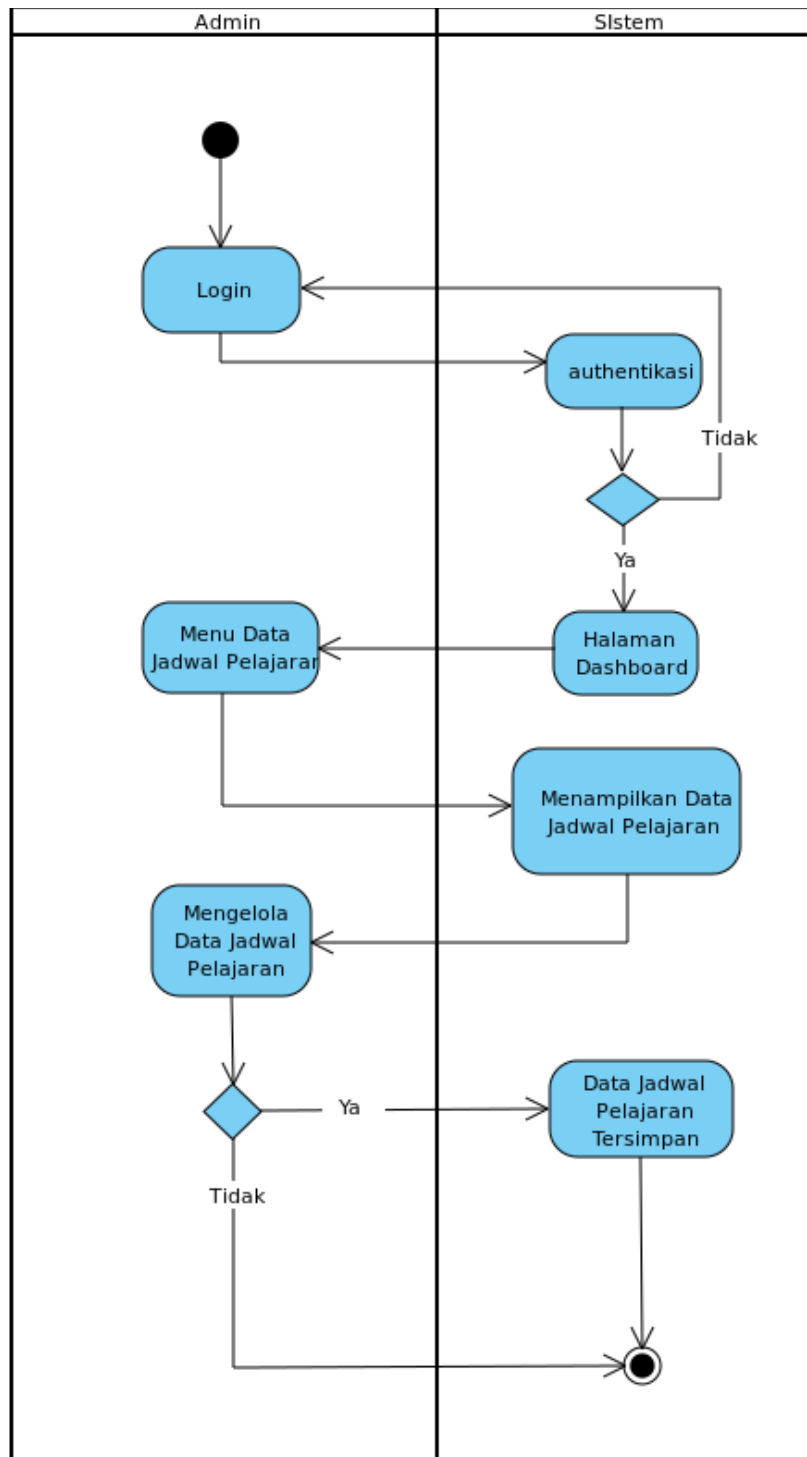 Admin
SIstem
Login
authentikasi
Tidak
Ya
Halaman
Dashboard
Menu Data
Jadwal Pelajaran
Menampilkan Data
Jadwal Pelajaran
Mengelola
Data Jadwal
Pelajaran
Ya
Data Jadwal
Pelajaran
Tersimpan
Tidak